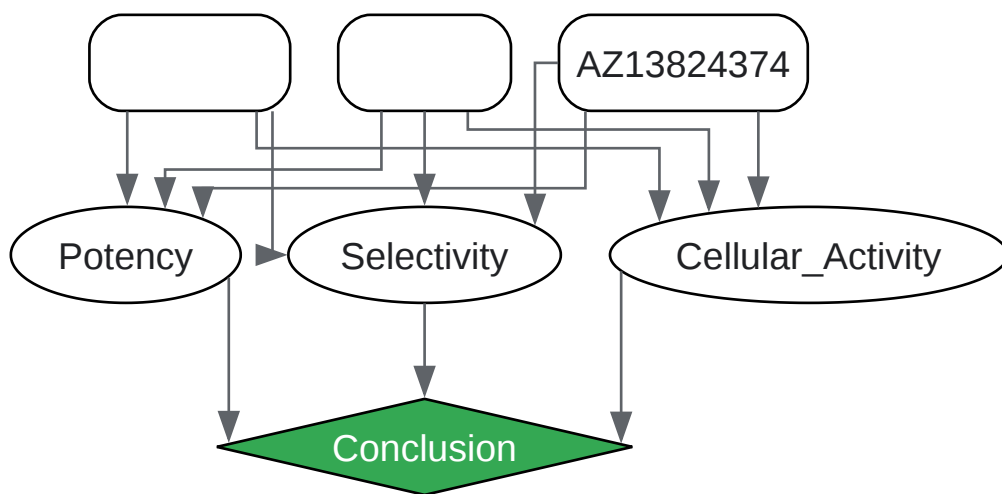 AZ13824374
Potency
Selectivity
Cellular_Activity
Conclusion